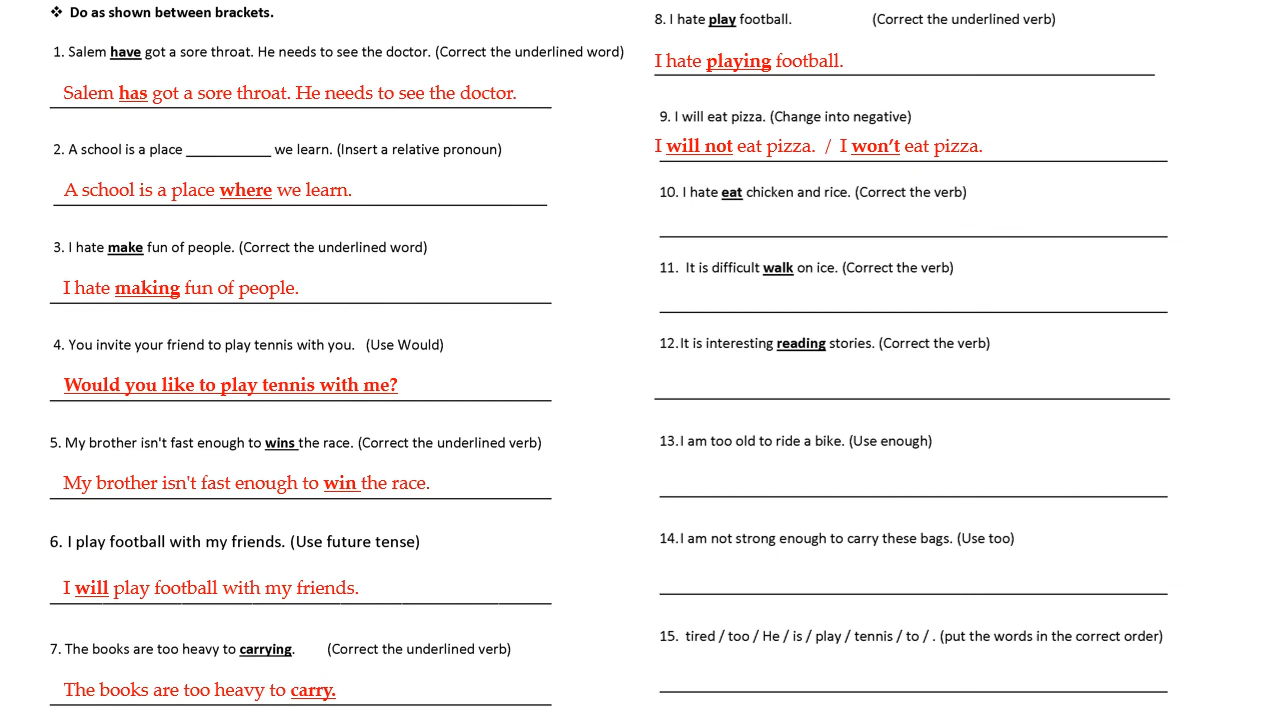 ❖ Do as shown between brackets.
1. Salem have got a sore throat. He needs to see the doctor. (Correct the underlined word)
Salem has got a sore throat. He needs to see the doctor.
2. A school is a place ___________ we learn. (Insert a relative pronoun)
A school is a place where we learn.
3. I hate make fun of people. (Correct the underlined word)
I hate making fun of people.
4. You invite your friend to play tennis with you. (Use Would)
Would you like to play tennis with me?
5. My brother isn't fast enough to wins the race. (Correct the underlined verb)
My brother isn't fast enough to win the race.
6. I play football with my friends. (Use future tense)
I will play football with my friends.
7. The books are too heavy to carrying. (Correct the underlined verb)
The books are too heavy to carry.
8. I hate play football. (Correct the underlined verb)
I hate playing football.
9. I will eat pizza. (Change into negative)
I will not eat pizza. / I won’t eat pizza.
10. I hate eat chicken and rice. (Correct the verb)
11. It is difficult walk on ice. (Correct the verb)
12. It is interesting reading stories. (Correct the verb)
13. I am too old to ride a bike. (Use enough)
14. I am not strong enough to carry these bags. (Use too)
15. tired / too / He / is / play / tennis / to / . (put the words in the correct order)